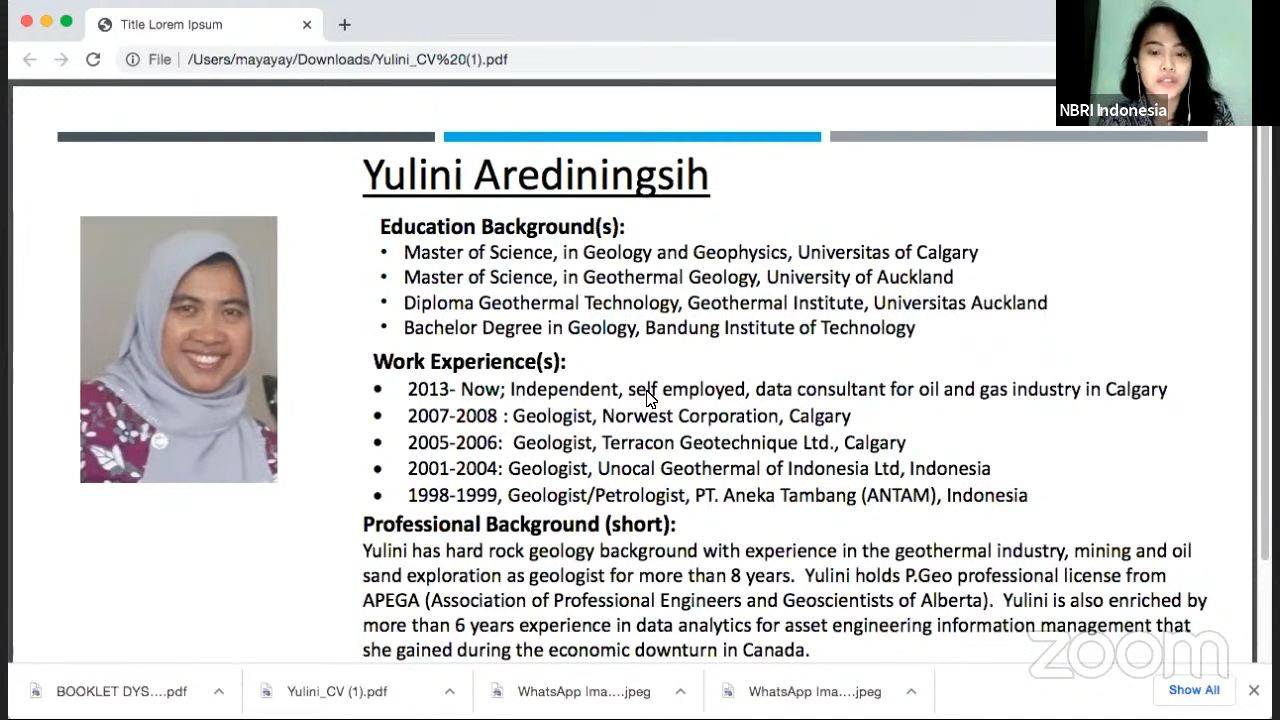 Title Lorem Ipsum
File
/Users/mayayay/Downloads/Yulini_CV%20(1).pdf
NBRI Indonesia
Yulini Arediningsih
Education Background(s):
• Master of Science, in Geology and Geophysics, Universitas of Calgary
• Master of Science, in Geothermal Geology, University of Auckland
• Diploma Geothermal Technology, Geothermal Institute, Universitas Auckland
• Bachelor Degree in Geology, Bandung Institute of Technology
Work Experience(s):
• 2013- Now; Independent, self employed, data consultant for oil and gas industry in Calgary
• 2007-2008 : Geologist, Norwest Corporation, Calgary
• 2005-2006: Geologist, Terracon Geotechnique Ltd., Calgary
• 2001-2004: Geologist, Unocal Geothermal of Indonesia Ltd, Indonesia
• 1998-1999, Geologist/Petrologist, PT. Aneka Tambang (ANTAM), Indonesia
Professional Background (short):
Yulini has hard rock geology background with experience in the geothermal industry, mining and oil
sand exploration as geologist for more than 8 years. Yulini holds P.Geo professional license from
APEGA (Association of Professional Engineers and Geoscientists of Alberta). Yulini is also enriched by
more than 6 years experience in data analytics for asset engineering information management that
she gained during the economic downturn in Canada.
zoom
BOOKLET DYS....pdf
Yulini_CV (1).pdf
WhatsApp Ima....jpeg
WhatsApp Ima....jpeg
Show All